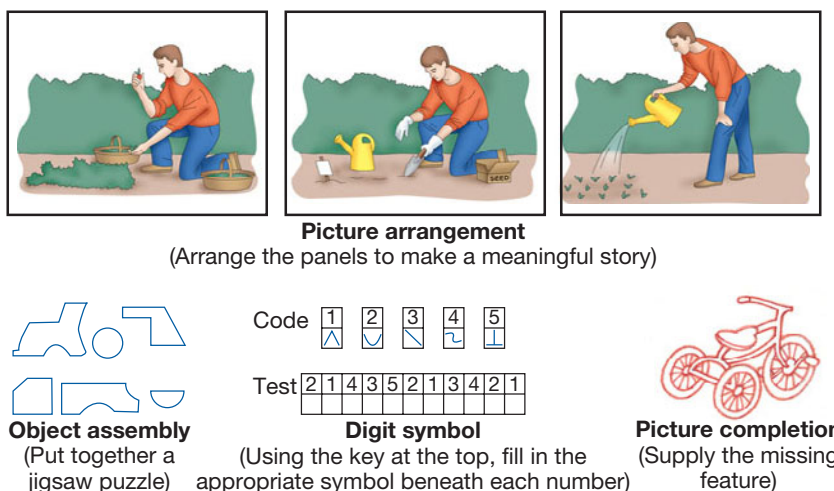 SEED
Picture arrangement
(Arrange the panels to make a meaningful story)
Code 1 2 3 4 5
Test 2 1 4 3 5 2 1 3 4 2 1
Object assembly
(Put together a
jigsaw puzzle)
Digit symbol
(Using the key at the top, fill in the
appropriate symbol beneath each number)
Picture completion
(Supply the missing
feature)